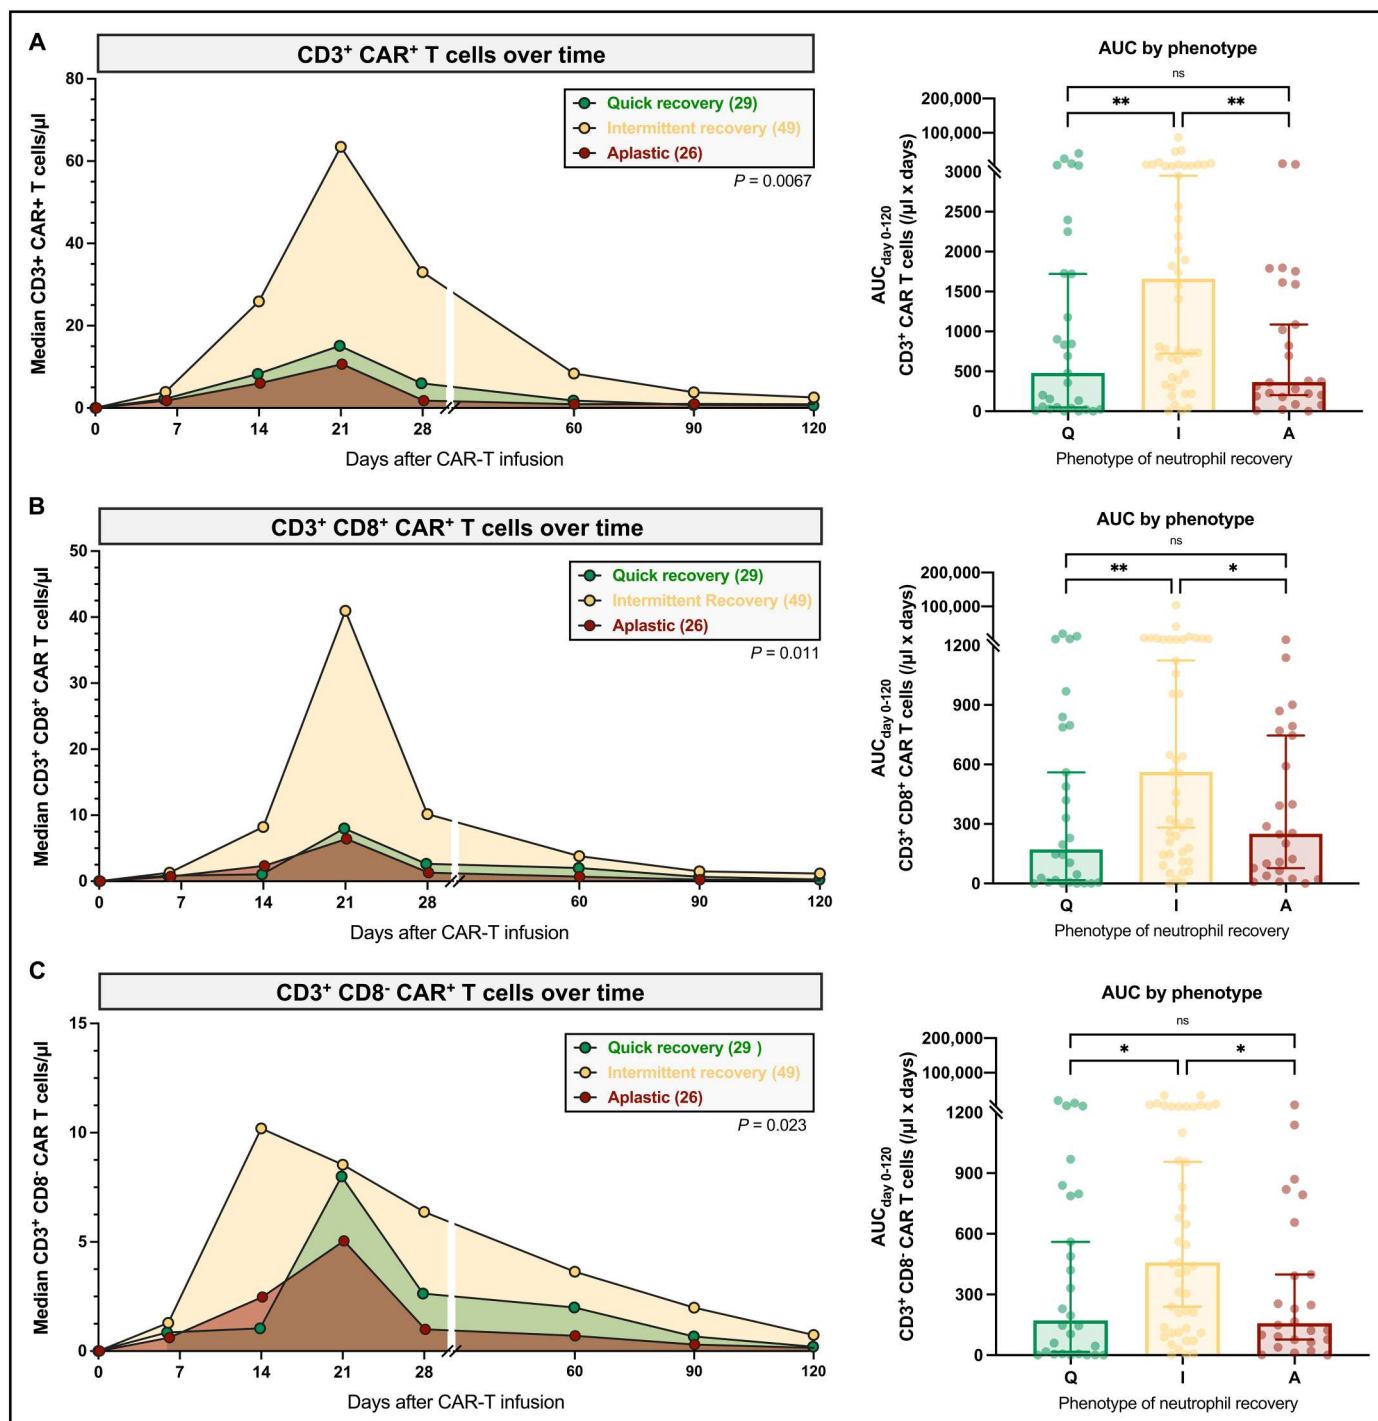 A
CD3⁺ CAR⁺ T cells over time
Median CD3+ CAR+ T cells/µl
80
60
40
20
0
Quick recovery (29)
Intermittent recovery (49)
Aplastic (26)
P = 0.0067
0 7 14 21 28 60 90 120
Days after CAR-T infusion
AUC by phenotype
ns
** **
AUCday 0-120
CD3⁺ CAR T cells (/µl x days)
200,000
100,000
3000
2500
2000
1500
1000
500
0
Q I A
Phenotype of neutrophil recovery
B
CD3⁺ CD8⁺ CAR⁺ T cells over time
Median CD3⁺ CD8⁺ CAR T cells/µl
50
40
30
20
10
0
Quick recovery (29)
Intermittent Recovery (49)
Aplastic (26)
P = 0.011
0 7 14 21 28 60 90 120
Days after CAR-T infusion
AUC by phenotype
ns
** *
AUCday 0-120
CD3⁺ CD8⁺ CAR T cells (/µl x days)
200,000
100,000
1200
900
600
300
0
Q I A
Phenotype of neutrophil recovery
C
CD3⁺ CD8⁻ CAR⁺ T cells over time
Median CD3⁺ CD8⁻ CAR T cells/µl
15
10
5
0
Quick recovery (29 )
Intermittent recovery (49)
Aplastic (26)
P = 0.023
0 7 14 21 28 60 90 120
Days after CAR-T infusion
AUC by phenotype
ns
* *
AUCday 0-120
CD3⁺ CD8⁻ CAR T cells (/µl x days)
200,000
100,000
1200
900
600
300
0
Q I A
Phenotype of neutrophil recovery